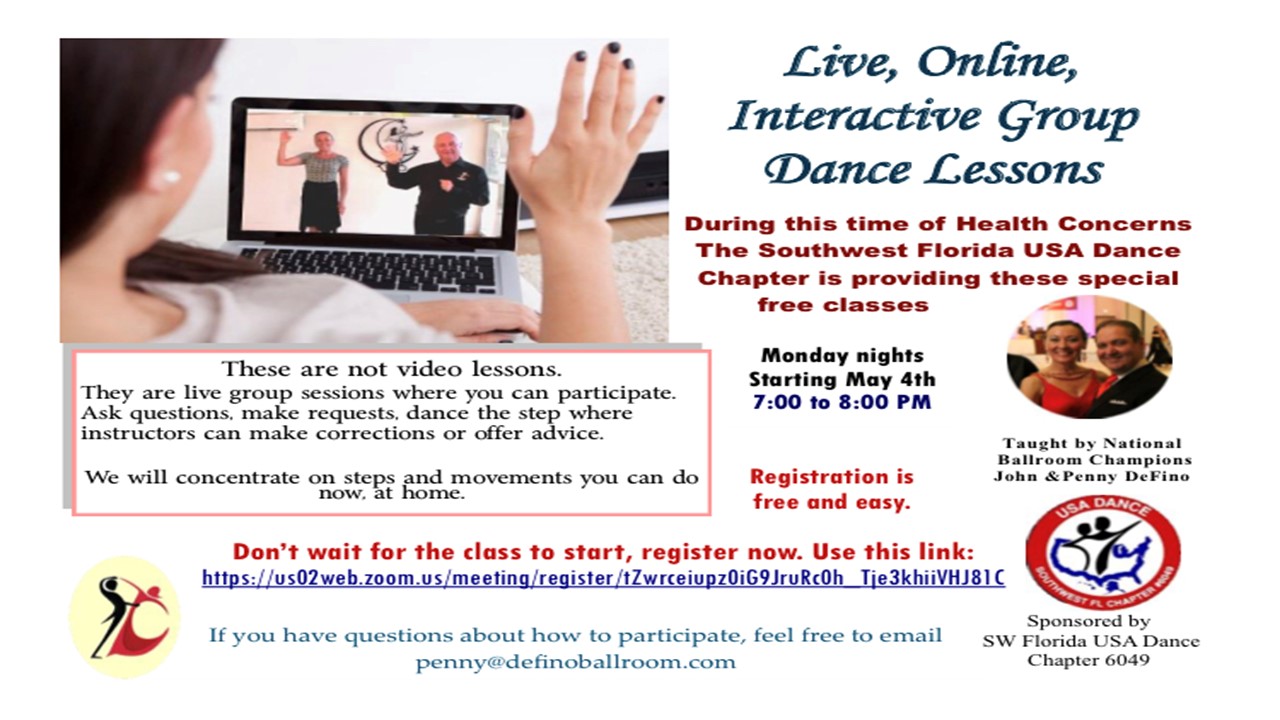 Live, Online,
Interactive Group
Dance Lessons
During this time of Health Concerns
The Southwest Florida USA Dance
Chapter is providing these special
free classes
Monday nights
Starting May 4th
7:00 to 8:00 PM
Taught by National
Ballroom Champions
John &Penny DeFino
These are not video lessons.
They are live group sessions where you can participate.
Ask questions, make requests, dance the step where
instructors can make corrections or offer advice.
We will concentrate on steps and movements you can do
now, at home.
Registration is
free and easy.
Don't wait for the class to start, register now. Use this link:
https://us02web.zoom.us/meeting/register/tZwrceiupz0iG9JruRc0h_Tje3khiiVHJ81C
If you have questions about how to participate, feel free to email
penny@definoballroom.com
USA DANCE
SOUTHWEST FL CHAPTER #6049
Sponsored by
SW Florida USA Dance
Chapter 6049